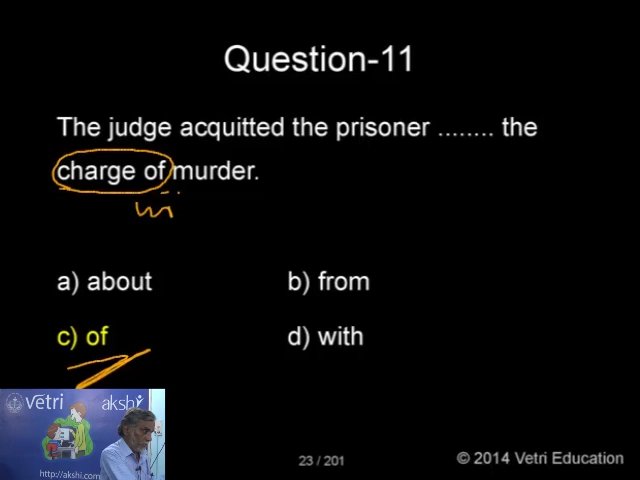 Question-11
The judge acquitted the prisoner ........ the
charge of murder.
a) about
b) from
c) of
d) with
vetri
akshi
http://akshi.com
23 / 201
© 2014 Vetri Education